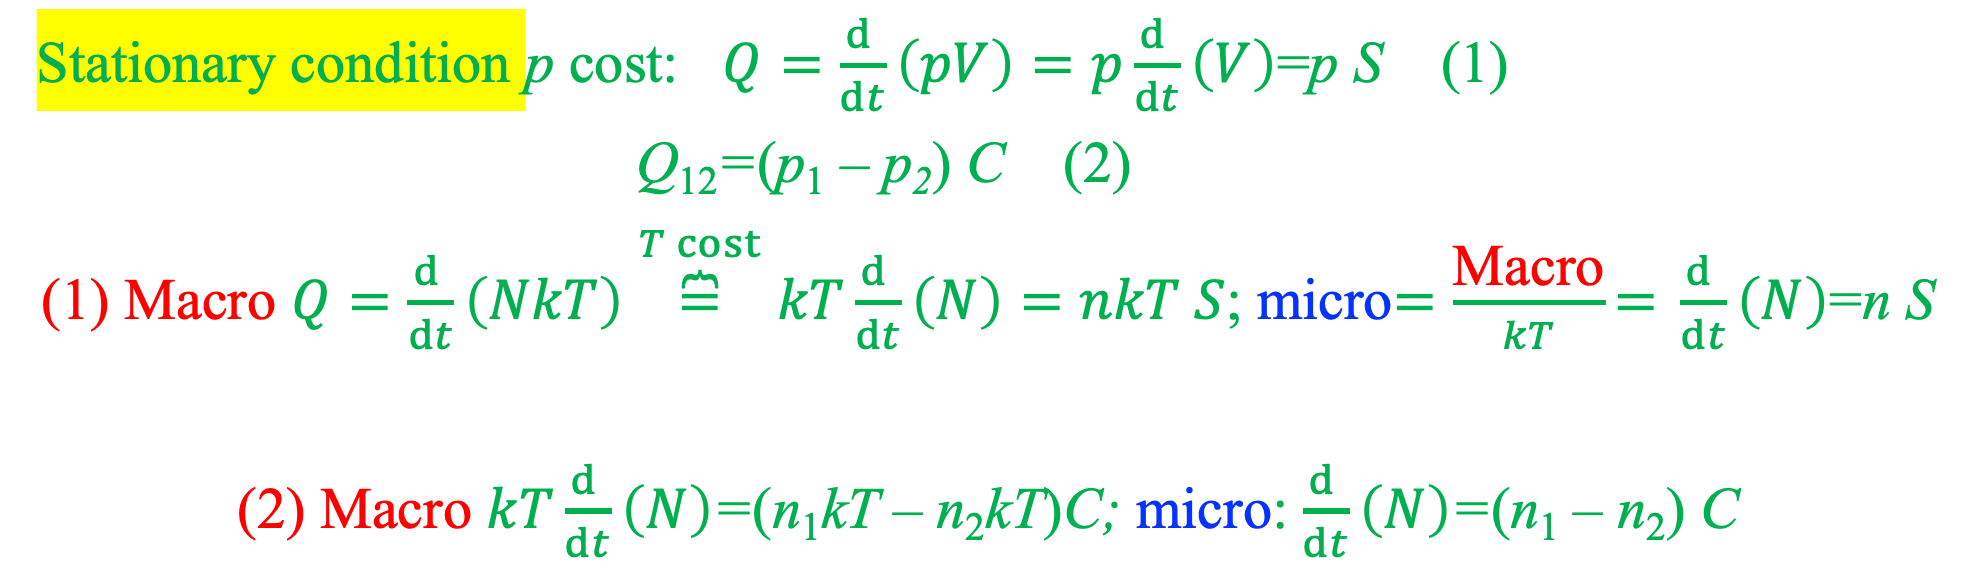 Stationary condition p cost: Q = d/dt (pV) = p d/dt (V)=p S (1)
Q₁₂=(p₁ – p₂) C (2)
T cost
(1) Macro Q = d/dt (NkT) ⏞= kT d/dt (N) = nkT S; micro= Macro/kT = d/dt (N)=n S
(2) Macro kT d/dt (N)=(n₁kT – n₂kT)C; micro: d/dt (N)=(n₁ – n₂) C